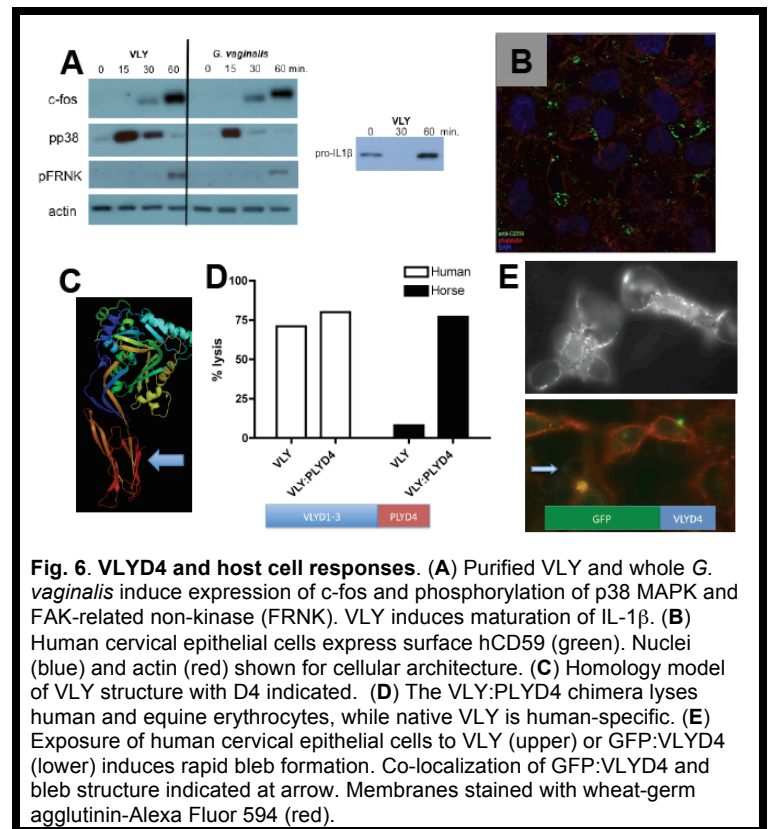 A
VLY
G. vaginalis
0 15 30 60
0 15 30 60 min.
c-fos
pp38
pFRNK
actin
VLY
0 30 60 min.
pro-IL1β
B
anti-CD59
phalloidin
DAPI
C
D
Human
Horse
% lysis
100
75
50
25
0
VLY
VLY:PLYD4
VLY
VLY:PLYD4
VLYD1-3 PLYD4
E
GFP VLYD4
Fig. 6. VLYD4 and host cell responses. (A) Purified VLY and whole G.
vaginalis induce expression of c-fos and phosphorylation of p38 MAPK and
FAK-related non-kinase (FRNK). VLY induces maturation of IL-1β. (B)
Human cervical epithelial cells express surface hCD59 (green). Nuclei
(blue) and actin (red) shown for cellular architecture. (C) Homology model
of VLY structure with D4 indicated. (D) The VLY:PLYD4 chimera lyses
human and equine erythrocytes, while native VLY is human-specific. (E)
Exposure of human cervical epithelial cells to VLY (upper) or GFP:VLYD4
(lower) induces rapid bleb formation. Co-localization of GFP:VLYD4 and
bleb structure indicated at arrow. Membranes stained with wheat-germ
agglutinin-Alexa Fluor 594 (red).